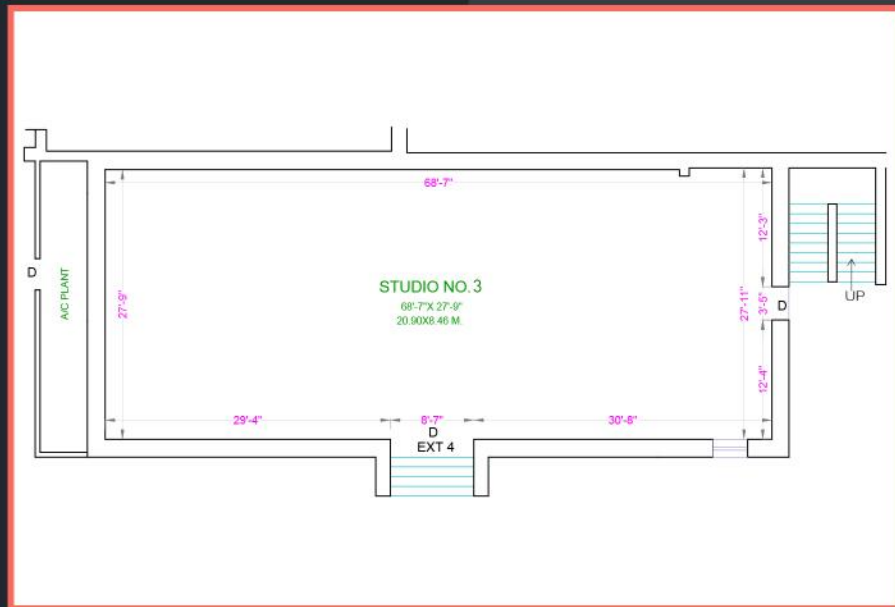 68'-7"
12'-3"
D
A/C PLANT
27'-9"
STUDIO NO. 3
68'-7"X 27'-9"
20.90X8.46 M.
27'-11"
3'-5"
D
UP
12'-4"
29'-4"
8'-7"
30'-8"
D
EXT 4